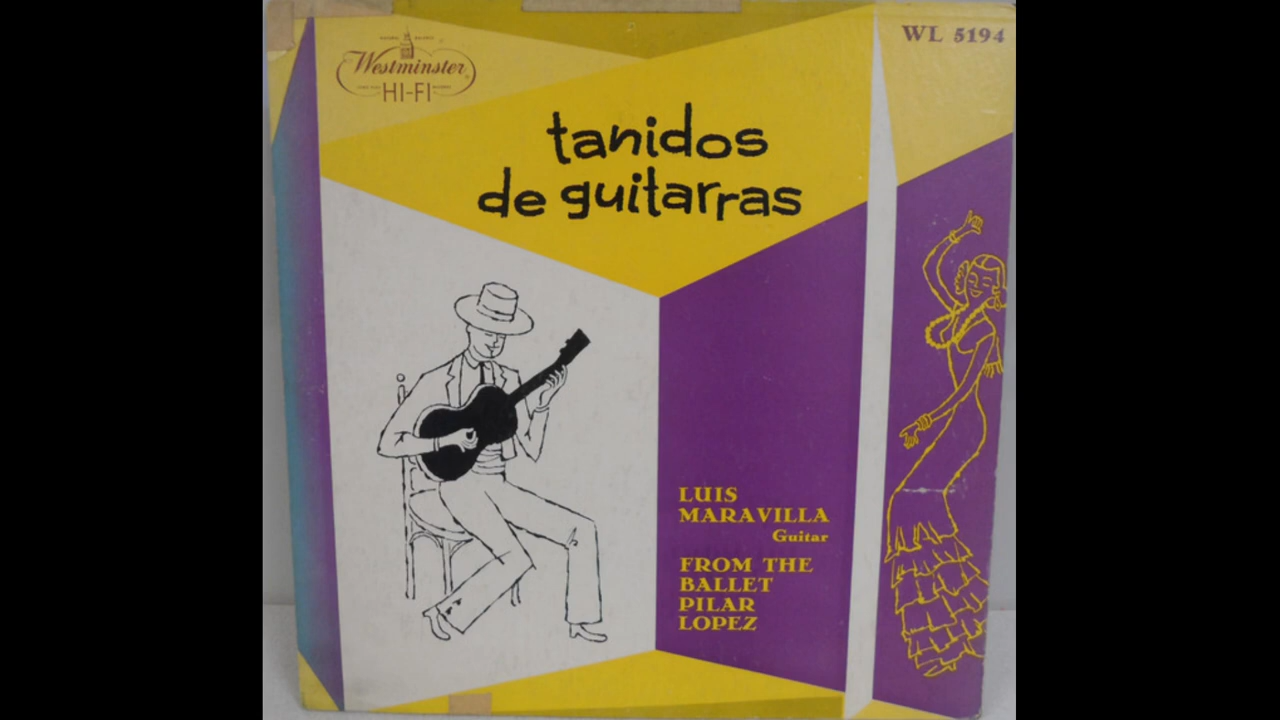 Westminster
HI-FI
WL 5194
tanidos
de guitarras
LUIS
MARAVILLA
Guitar
FROM THE
BALLET
PILAR
LOPEZ